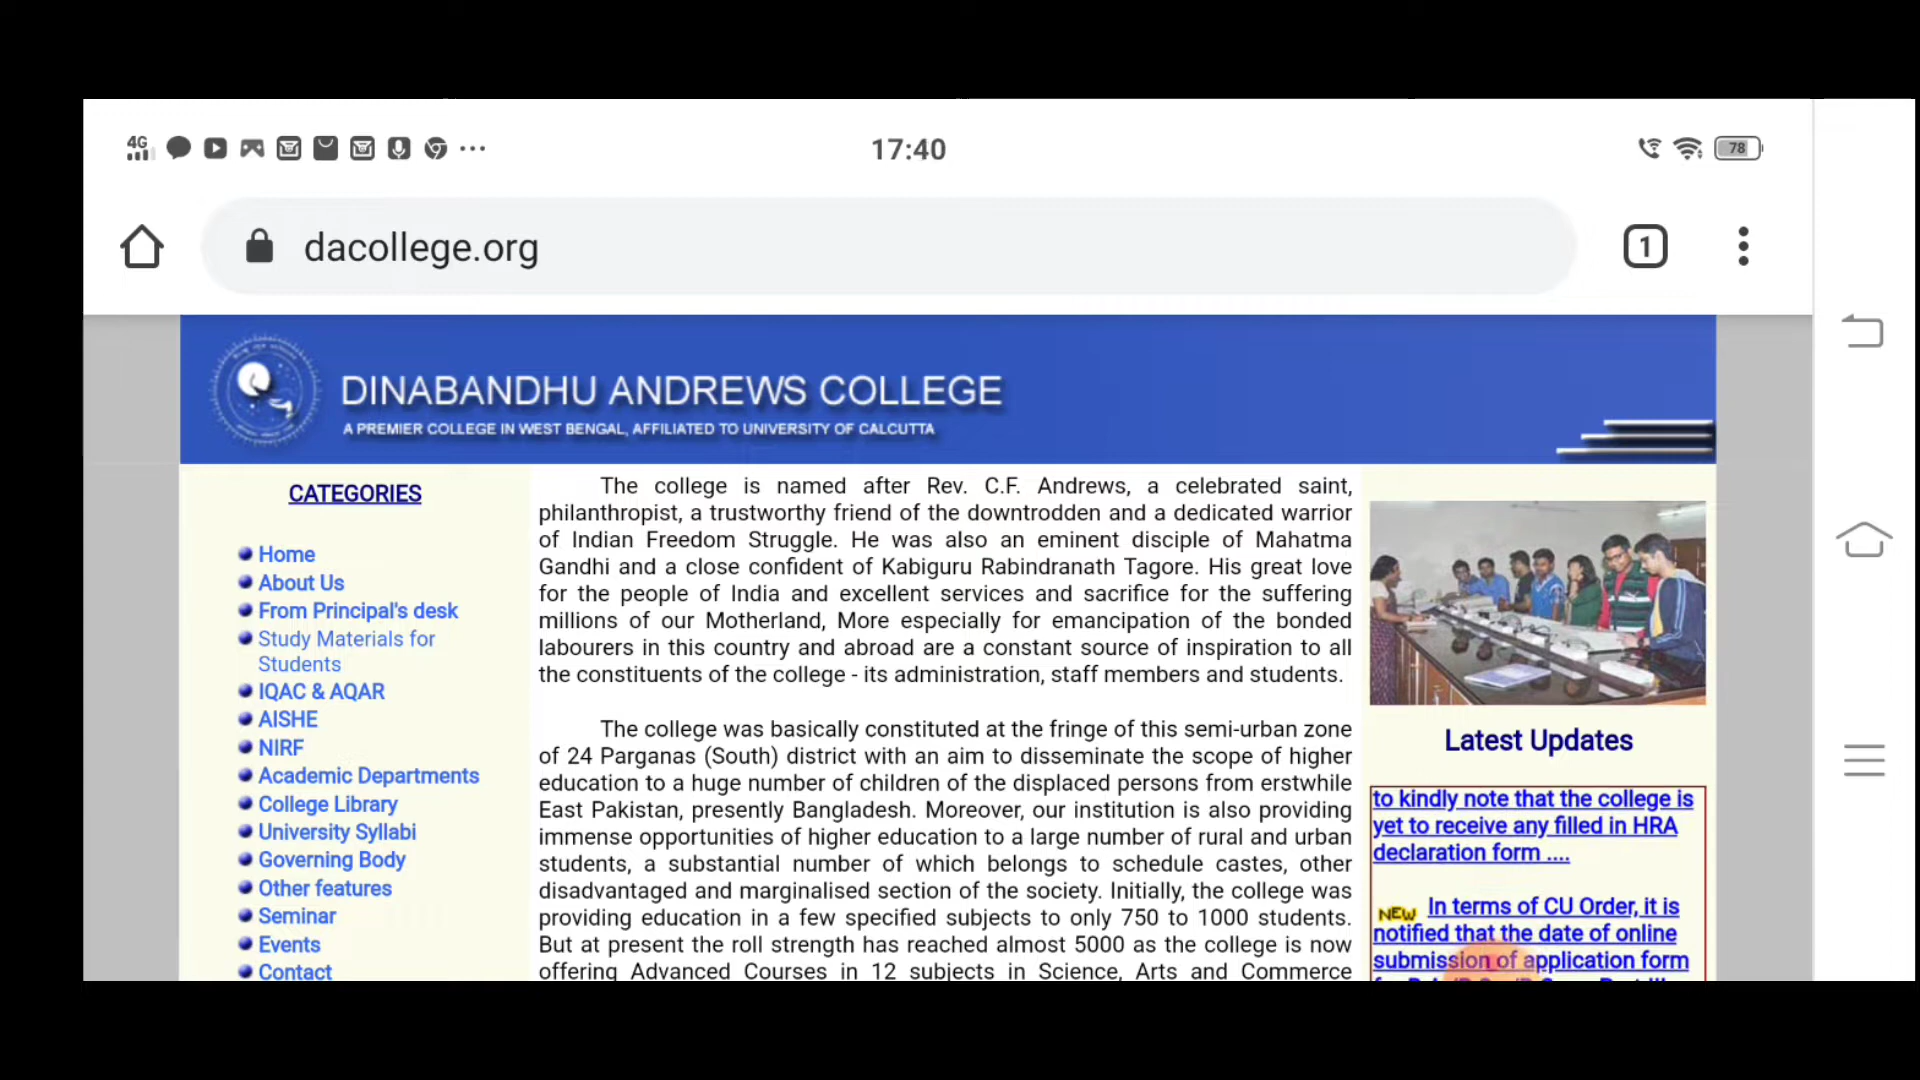 4G
17:40
78
dacollege.org
1
DINABANDHU ANDREWS COLLEGE
A PREMIER COLLEGE IN WEST BENGAL, AFFILIATED TO UNIVERSITY OF CALCUTTA
CATEGORIES
Home
About Us
From Principal's desk
Study Materials for
Students
IQAC & AQAR
AISHE
NIRF
Academic Departments
College Library
University Syllabi
Governing Body
Other features
Seminar
Events
Contact
The college is named after Rev. C.F. Andrews, a celebrated saint,
philanthropist, a trustworthy friend of the downtrodden and a dedicated warrior
of Indian Freedom Struggle. He was also an eminent disciple of Mahatma
Gandhi and a close confident of Kabiguru Rabindranath Tagore. His great love
for the people of India and excellent services and sacrifice for the suffering
millions of our Motherland, More especially for emancipation of the bonded
labourers in this country and abroad are a constant source of inspiration to all
the constituents of the college - its administration, staff members and students.
The college was basically constituted at the fringe of this semi-urban zone
of 24 Parganas (South) district with an aim to disseminate the scope of higher
education to a huge number of children of the displaced persons from erstwhile
East Pakistan, presently Bangladesh. Moreover, our institution is also providing
immense opportunities of higher education to a large number of rural and urban
students, a substantial number of which belongs to schedule castes, other
disadvantaged and marginalised section of the society. Initially, the college was
providing education in a few specified subjects to only 750 to 1000 students.
But at present the roll strength has reached almost 5000 as the college is now
offering Advanced Courses in 12 subjects in Science, Arts and Commerce
Latest Updates
to kindly note that the college is
yet to receive any filled in HRA
declaration form ....
NEW In terms of CU Order, it is
notified that the date of online
submission of application form